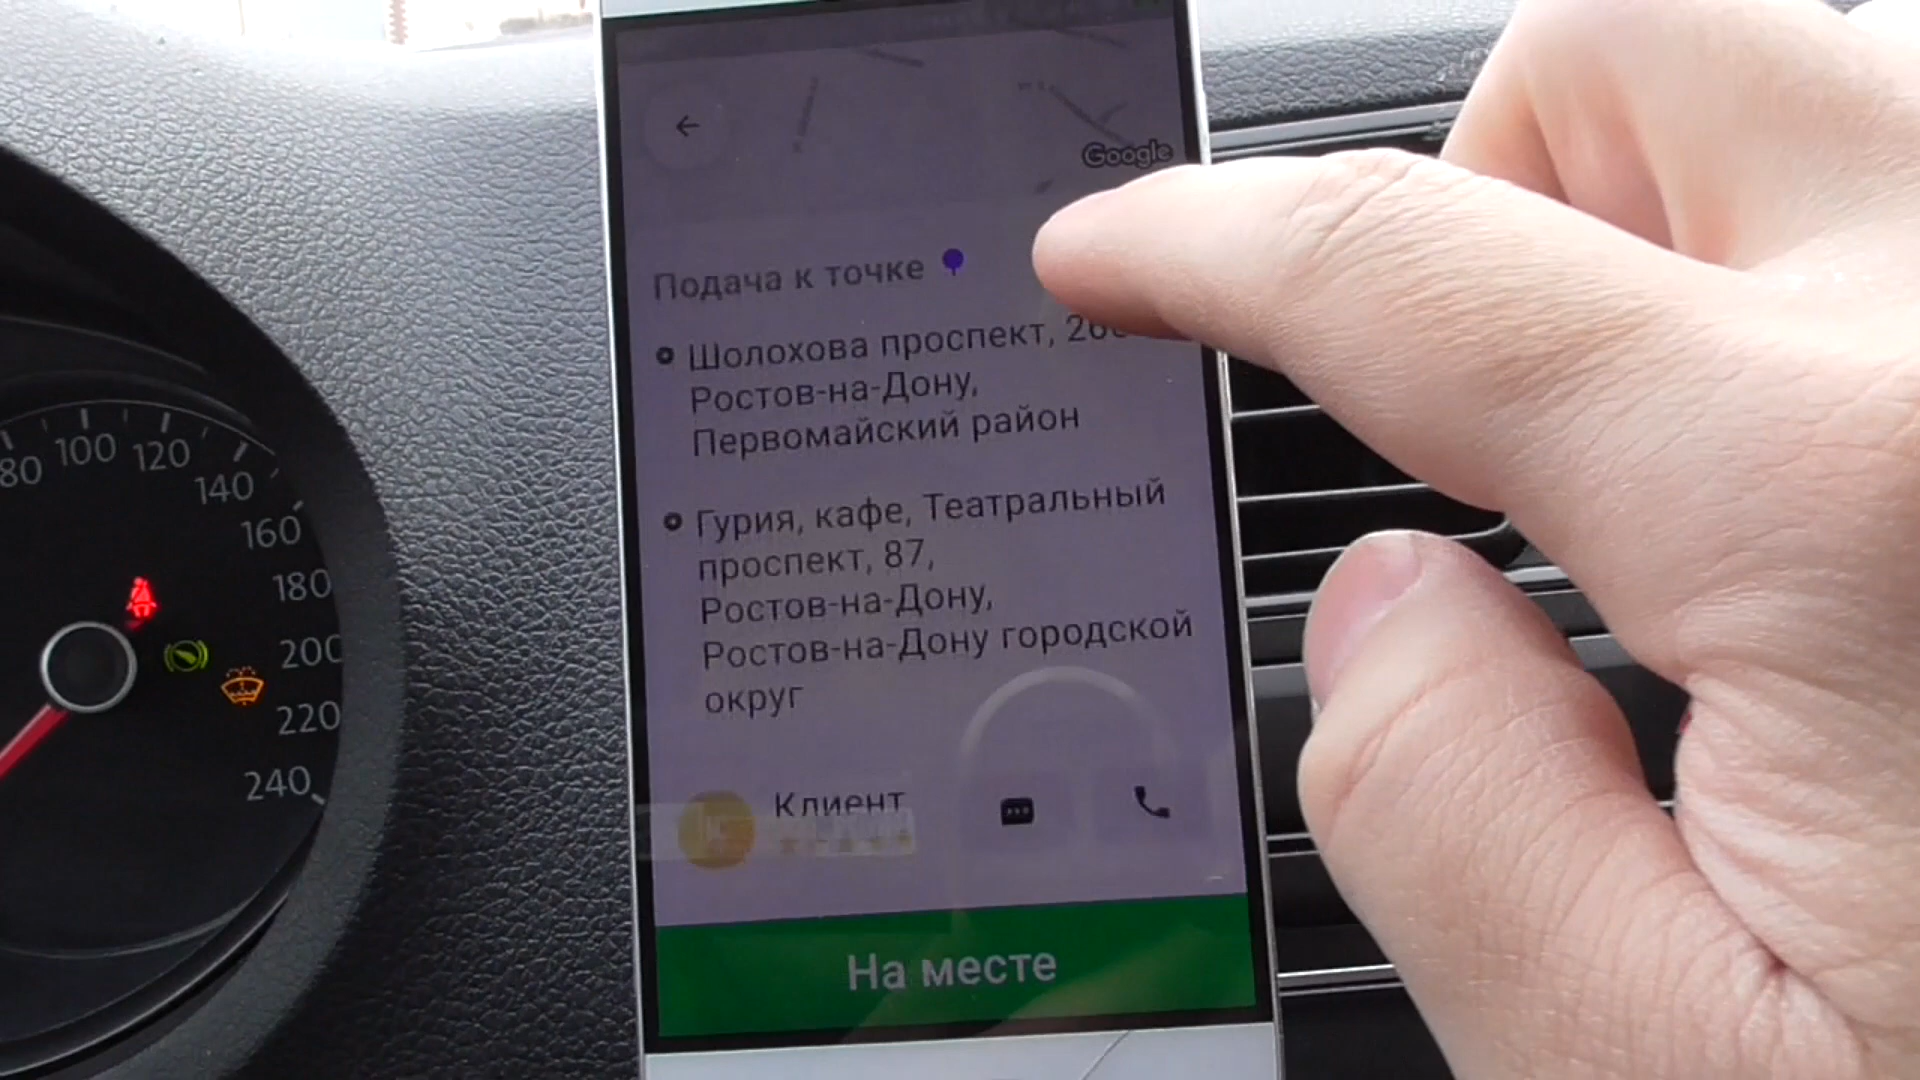 Google
Подача к точке
Шолохова проспект,
Ростов-на-Дону,
Первомайский район
Гурия, кафе, Театральный
проспект, 87,
Ростов-на-Дону,
Ростов-на-Дону городской
округ
Клиент
На месте
80 100 120 140 160 180 200 220 240